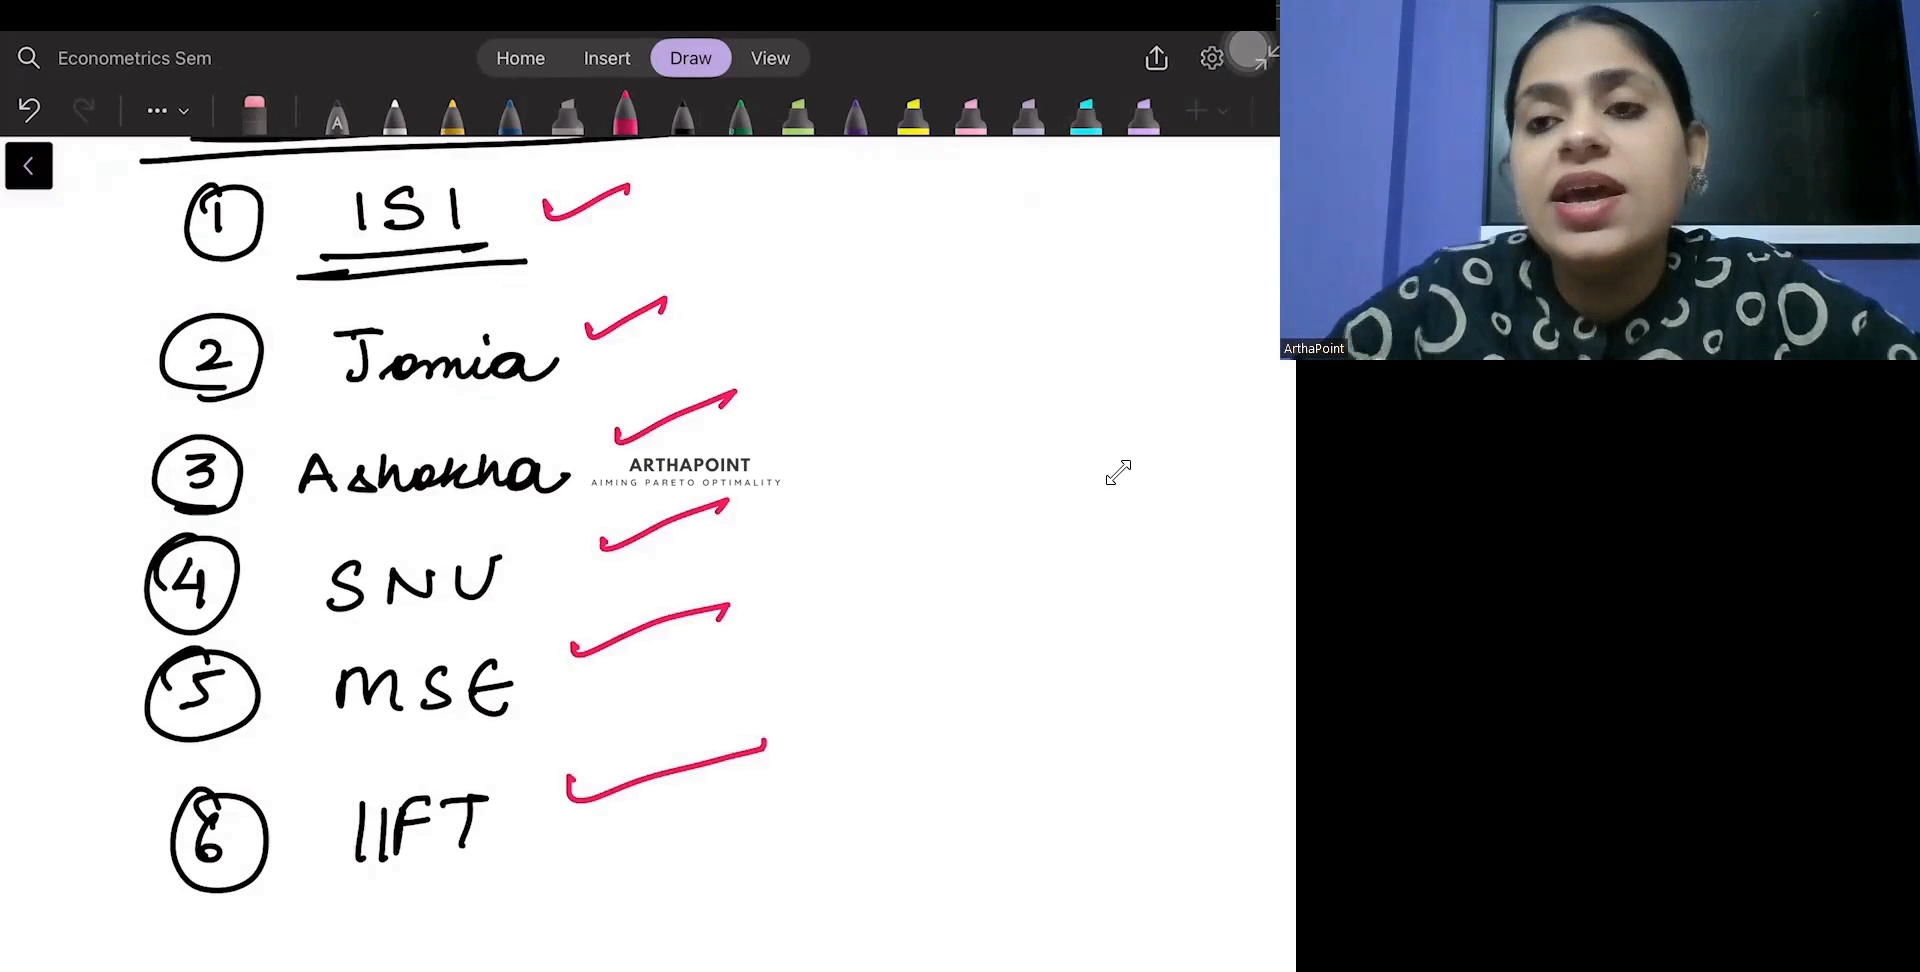 Econometrics Sem
Home Insert Draw View
A
1 ISI
2 Jamia
3 Ashokha
ARTHAPOINT
AIMING PARETO OPTIMALITY
4 SNU
5 MSE
6 IIFT
ArthaPoint